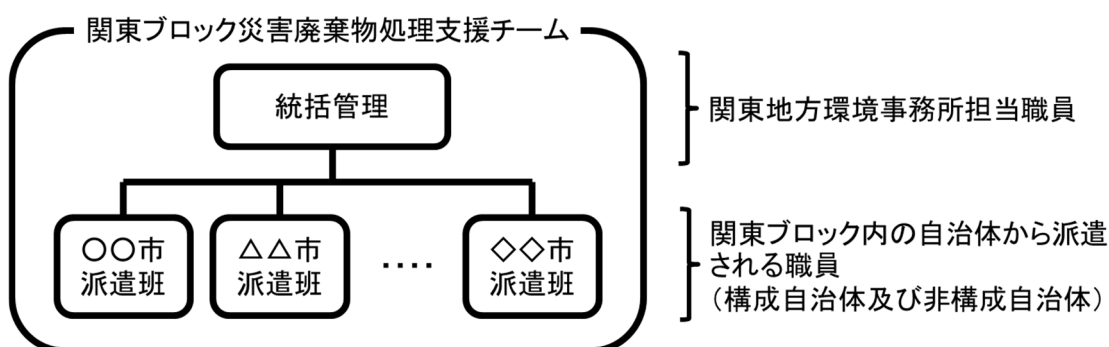 関東ブロック災害廃棄物処理支援チーム
統括管理
関東地方環境事務所担当職員
〇〇市
派遣班
△△市
派遣班
････
◇◇市
派遣班
関東ブロック内の自治体から派遣
される職員
（構成自治体及び非構成自治体）